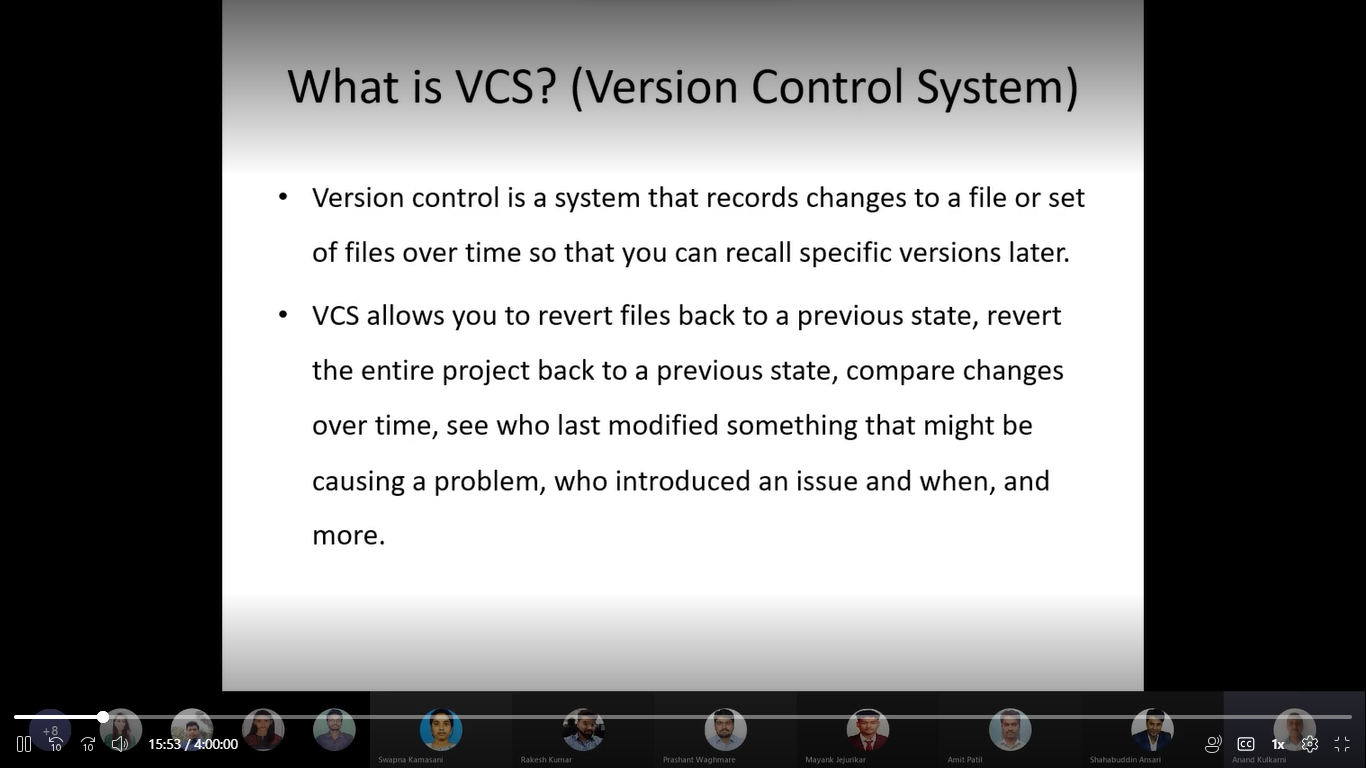 What is VCS? (Version Control System)
• Version control is a system that records changes to a file or set
of files over time so that you can recall specific versions later.
• VCS allows you to revert files back to a previous state, revert
the entire project back to a previous state, compare changes
over time, see who last modified something that might be
causing a problem, who introduced an issue and when, and
more.
+8
10 10 15:53 / 4:00:00 CC 1x
Swapna Kamasani Rakesh Kumar Prashant Waghmare Mayank Jejurikar Amit Patil Shahabuddin Ansari Anand Kulkarni